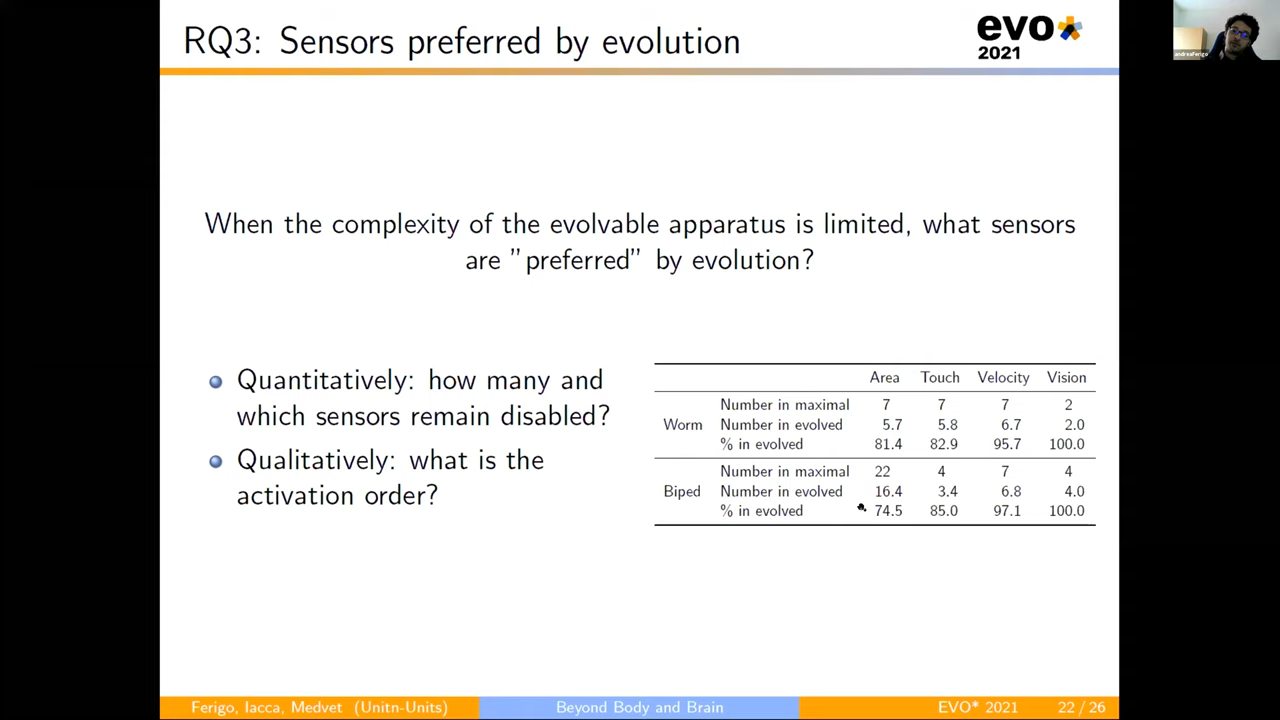 RQ3: Sensors preferred by evolution
evo*
2021
andreaFerigo
When the complexity of the evolvable apparatus is limited, what sensors
are ”preferred” by evolution?
Quantitatively: how many and
which sensors remain disabled?
Qualitatively: what is the
activation order?
Area Touch Velocity Vision
Number in maximal 7 7 7 2
Worm Number in evolved 5.7 5.8 6.7 2.0
% in evolved 81.4 82.9 95.7 100.0
Number in maximal 22 4 7 4
Biped Number in evolved 16.4 3.4 6.8 4.0
% in evolved 74.5 85.0 97.1 100.0
Ferigo, Iacca, Medvet (Unitn-Units) Beyond Body and Brain EVO* 2021 22 / 26